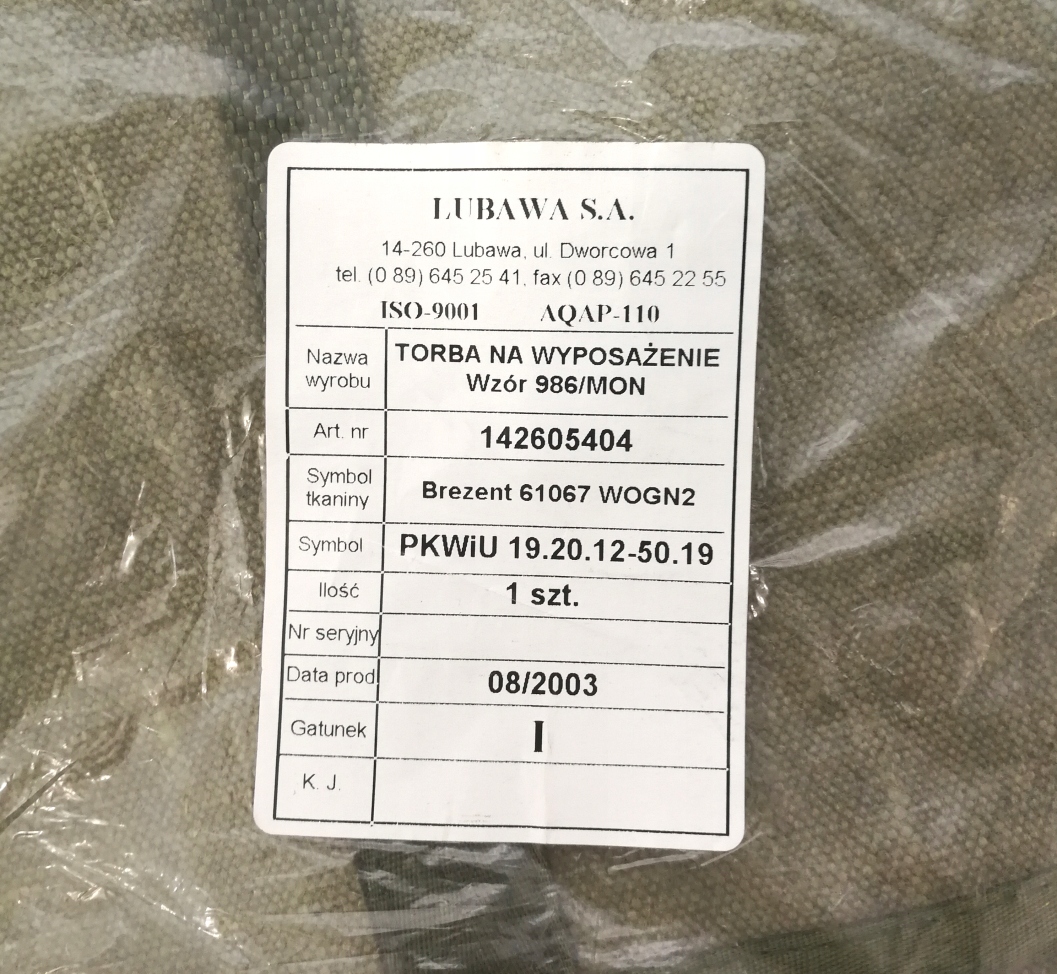 LUBAWA S.A.
14-260 Lubawa, ul. Dworcowa 1
tel. (0 89) 645 25 41, fax (0 89) 645 22 55
ISO-9001 AQAP-110
Nazwa wyrobu
TORBA NA WYPOSAŻENIE
Wzór 986/MON
Art. nr 142605404
Symbol tkaniny
Brezent 61067 WOGN2
Symbol PKWiU 19.20.12-50.19
Ilość 1 szt.
Nr seryjny
Data prod. 08/2003
Gatunek I
K. J.